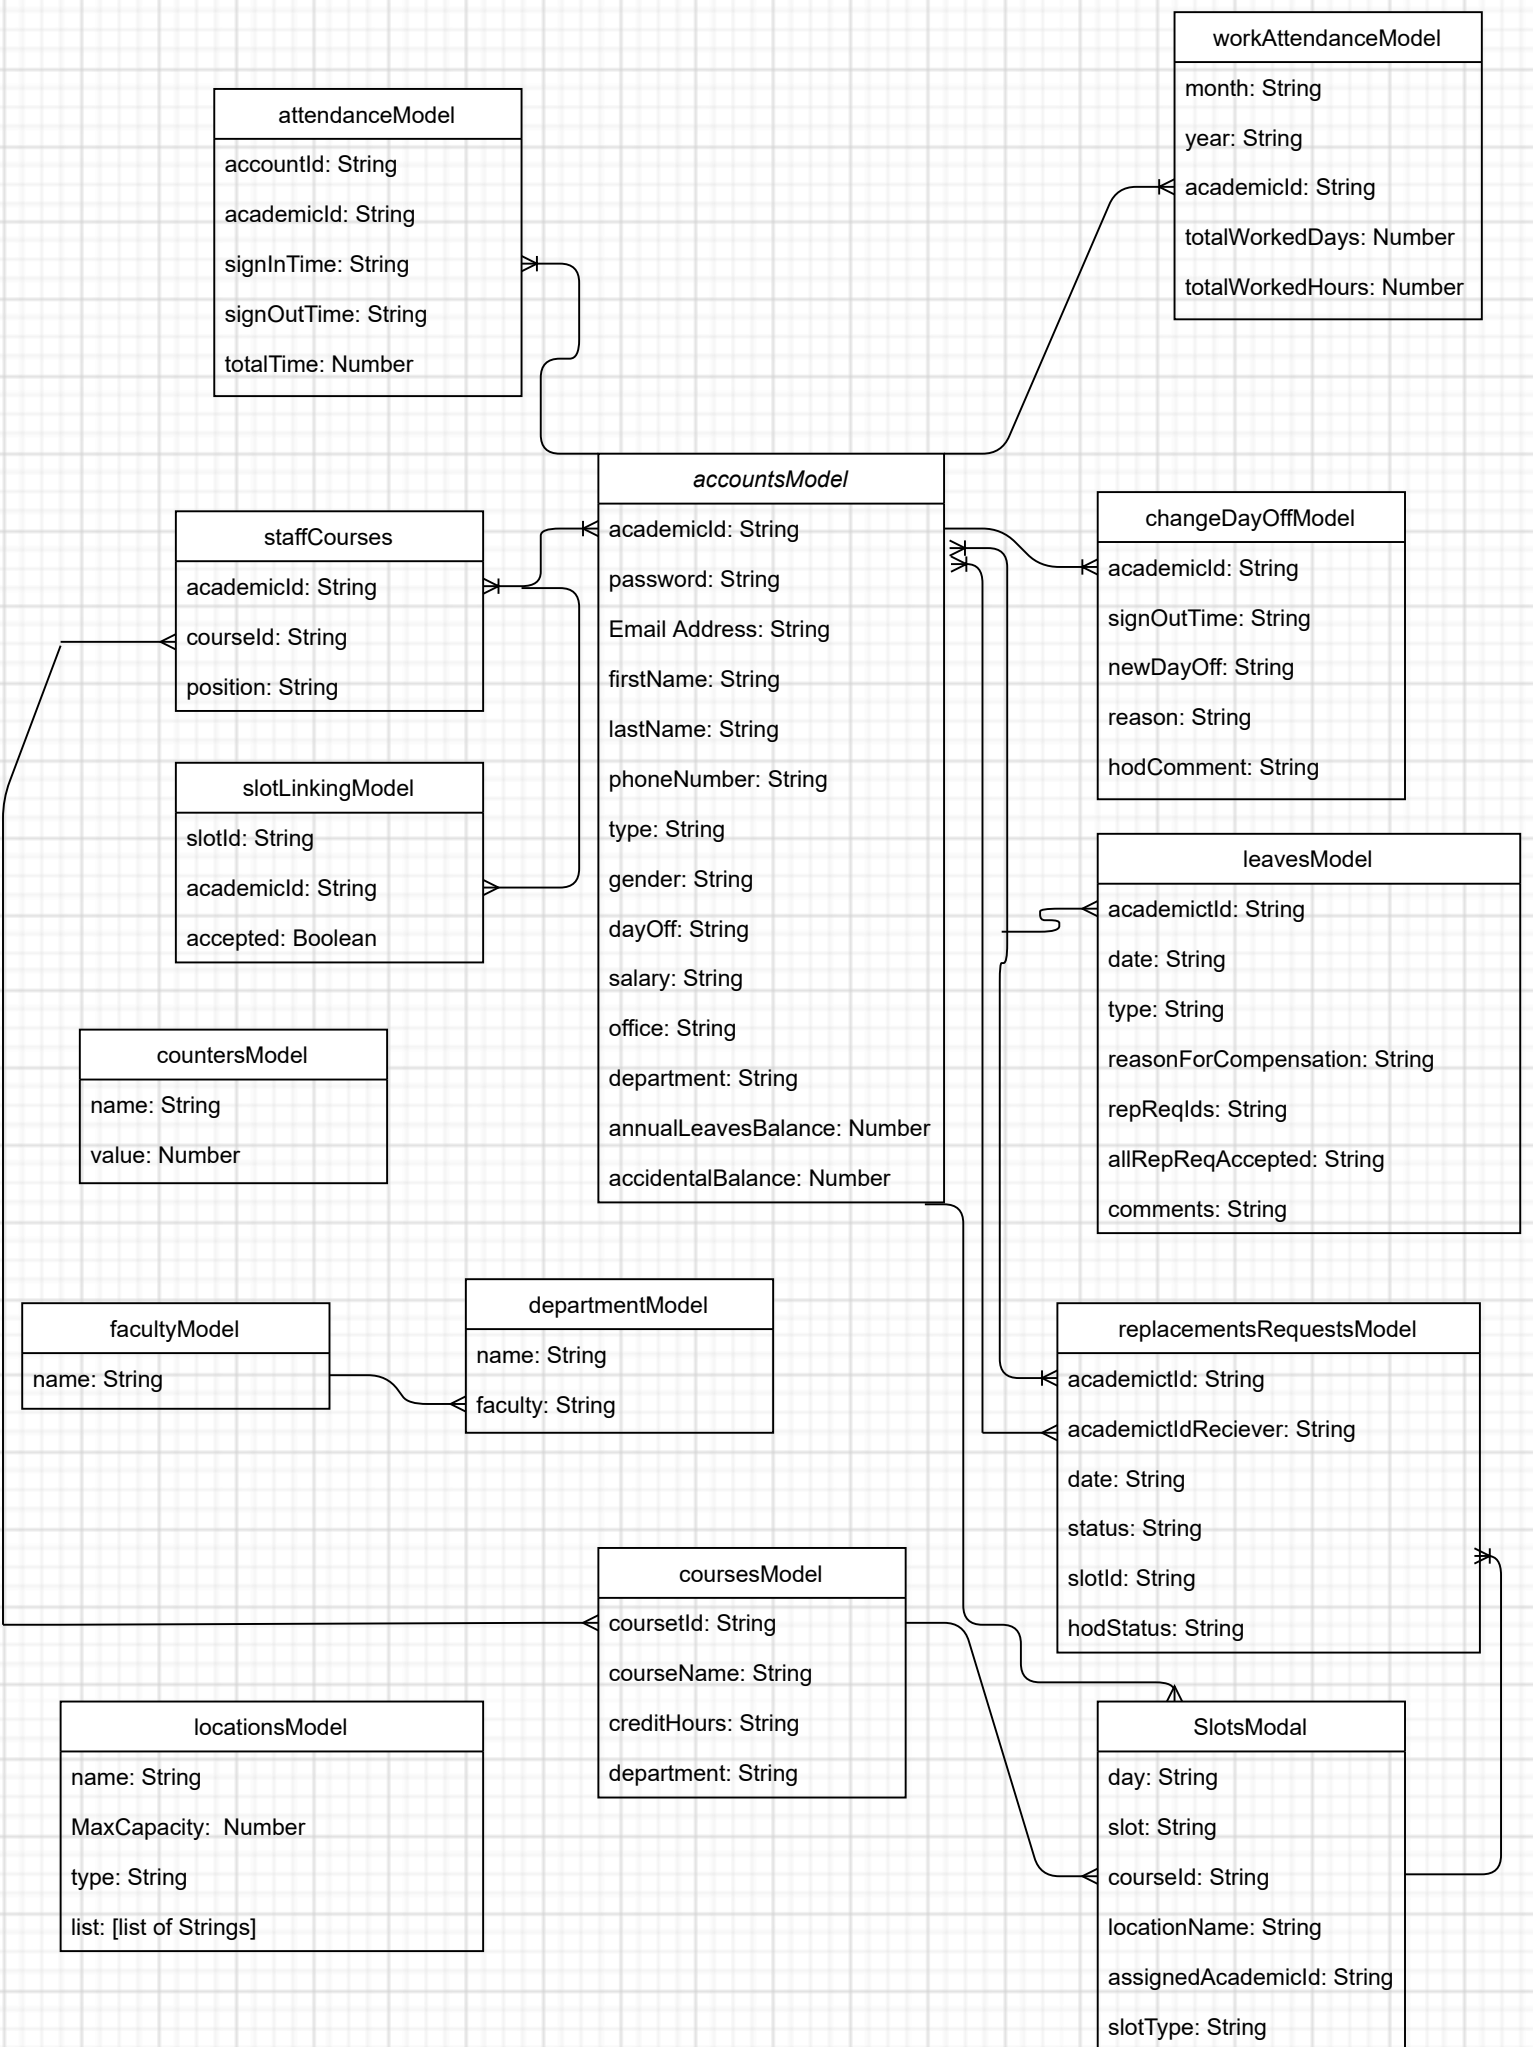 workAttendanceModel
month: String
year: String
academicId: String
totalWorkedDays: Number
totalWorkedHours: Number
attendanceModel
accountId: String
academicId: String
signInTime: String
signOutTime: String
totalTime: Number
accountsModel
academicId: String
password: String
Email Address: String
firstName: String
lastName: String
phoneNumber: String
type: String
gender: String
dayOff: String
salary: String
office: String
department: String
annualLeavesBalance: Number
accidentalBalance: Number
staffCourses
academicId: String
courseId: String
position: String
changeDayOffModel
academicId: String
signOutTime: String
newDayOff: String
reason: String
hodComment: String
slotLinkingModel
slotId: String
academicId: String
accepted: Boolean
leavesModel
academictId: String
date: String
type: String
reasonForCompensation: String
repReqIds: String
allRepReqAccepted: String
comments: String
countersModel
name: String
value: Number
facultyModel
name: String
departmentModel
name: String
faculty: String
replacementsRequestsModel
academictId: String
academictIdReciever: String
date: String
status: String
slotId: String
hodStatus: String
coursesModel
coursetId: String
courseName: String
creditHours: String
department: String
locationsModel
name: String
MaxCapacity:  Number
type: String
list: [list of Strings]
SlotsModal
day: String
slot: String
courseId: String
locationName: String
assignedAcademicId: String
slotType: String